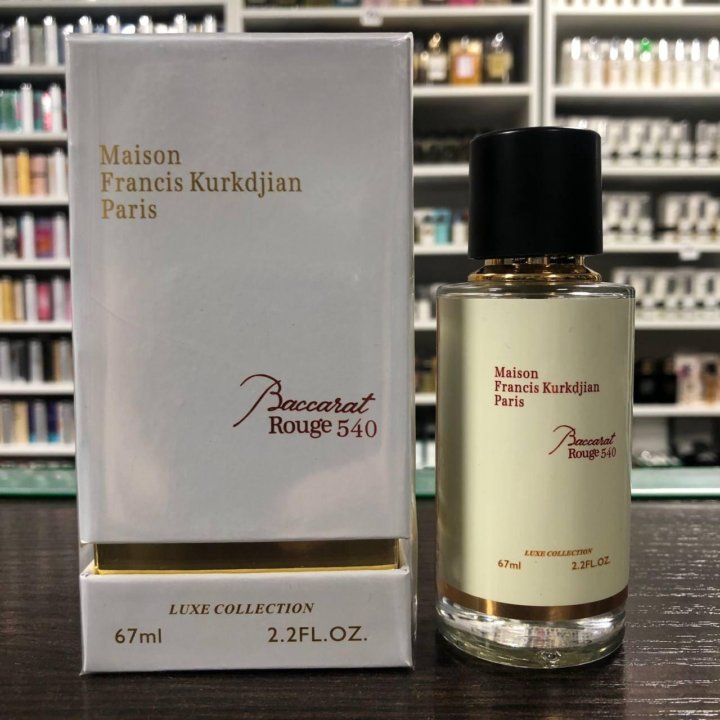 Maison
Francis Kurkdjian
Paris
Baccarat
Rouge 540
LUXE COLLECTION
67ml 2.2FL.OZ.
Maison
Francis Kurkdjian
Paris
Baccarat
Rouge 540
LUXE COLLECTION
67ml 2.2FL.OZ.